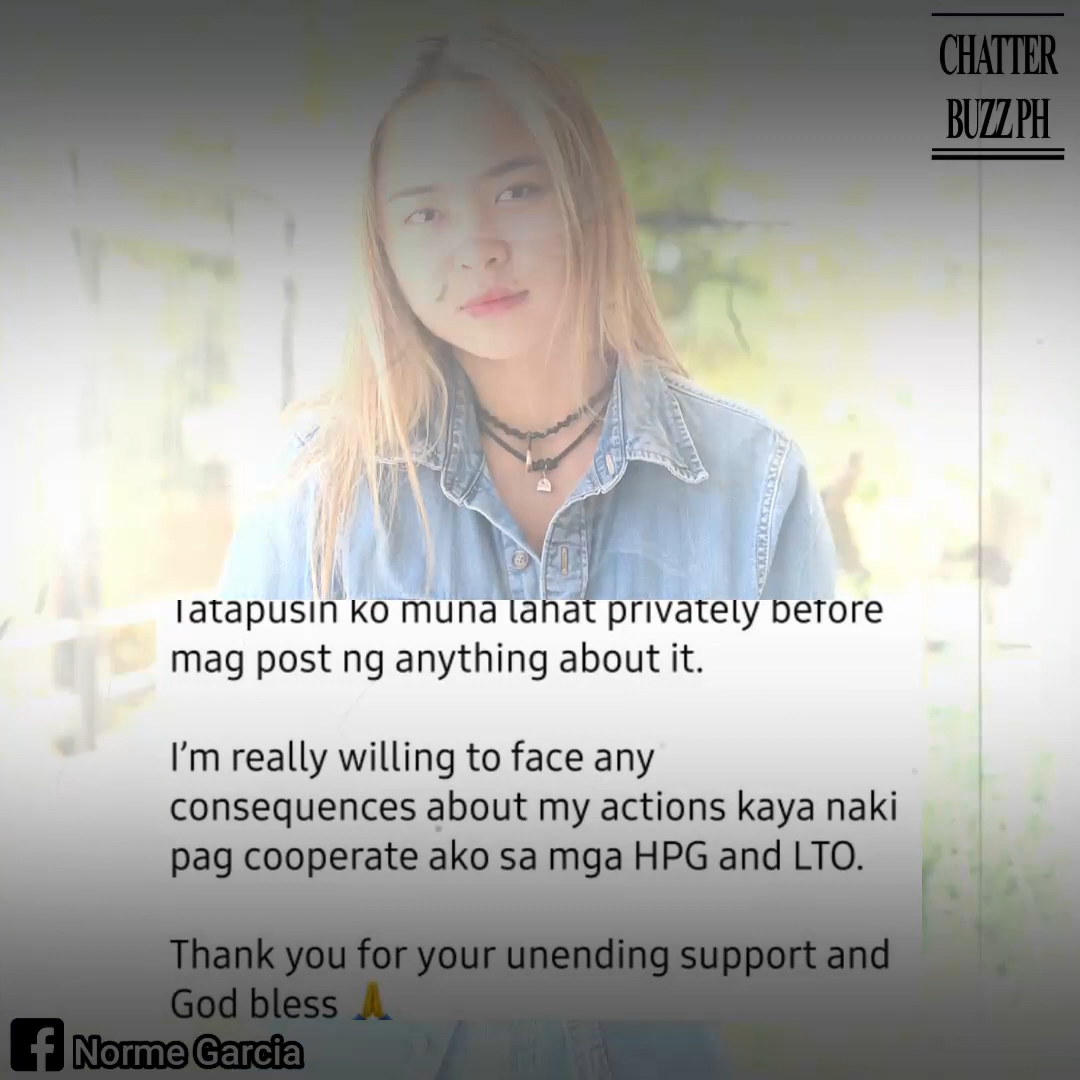 CHATTER
BUZZ PH
Tatapusin ko muna lahat privately before
mag post ng anything about it.
I'm really willing to face any
consequences about my actions kaya naki
pag cooperate ako sa mga HPG and LTO.
Thank you for your unending support and
God bless 🙏
Norme Garcia